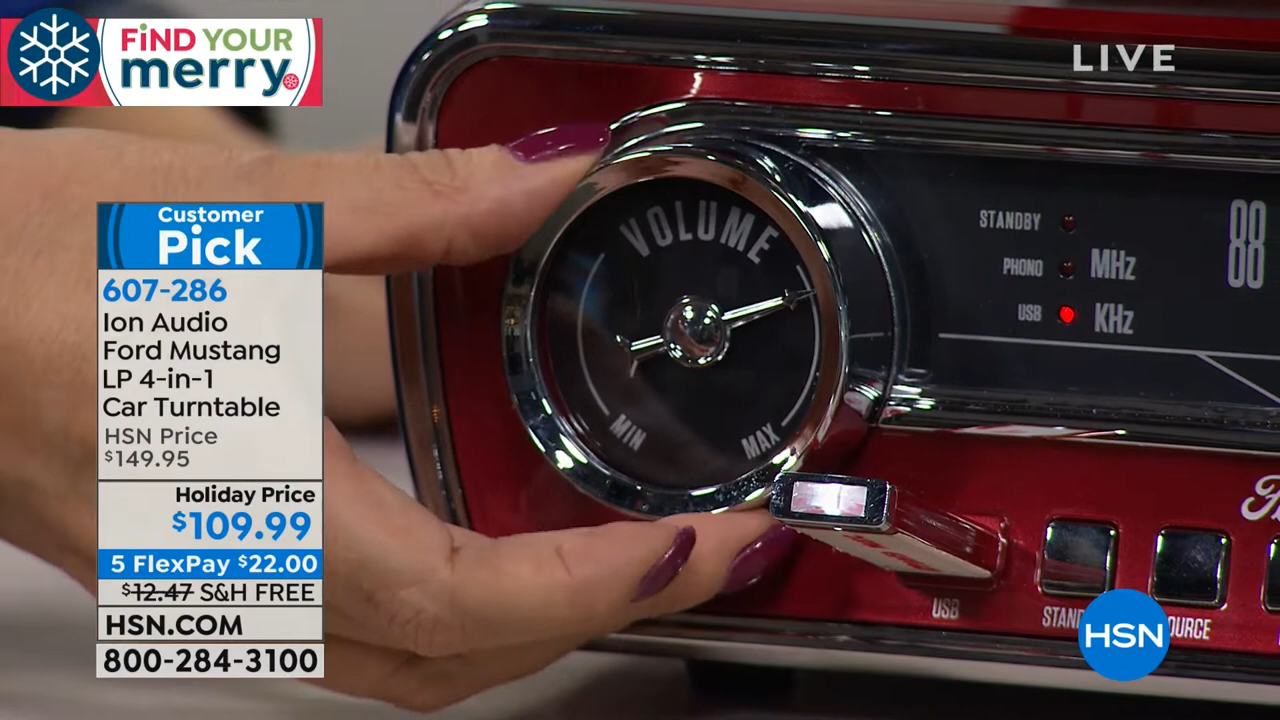 FiND YOUR
merry
LIVE
Customer
Pick
607-286
Ion Audio
Ford Mustang
LP 4-in-1
Car Turntable
HSN Price
$149.95
Holiday Price
$109.99
5 FlexPay $22.00
$12.47 S&H FREE
HSN.COM
800-284-3100
VOLUME
MIN
MAX
STANDBY
PHONO
MHz
USB
KHz
88
USB
HSN